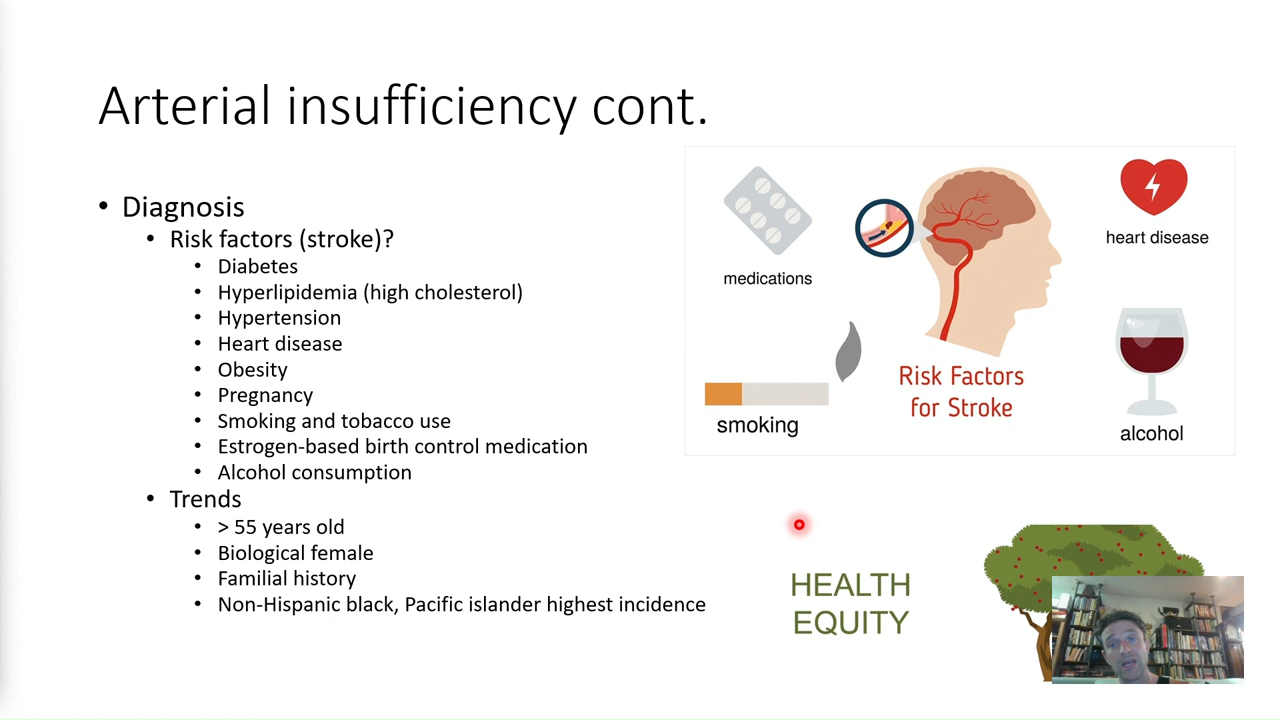 Arterial insufficiency cont.
• Diagnosis
• Risk factors (stroke)?
• Diabetes
• Hyperlipidemia (high cholesterol)
• Hypertension
• Heart disease
• Obesity
• Pregnancy
• Smoking and tobacco use
• Estrogen-based birth control medication
• Alcohol consumption
• Trends
• > 55 years old
• Biological female
• Familial history
• Non-Hispanic black, Pacific islander highest incidence
medications
heart disease
smoking
Risk Factors
for Stroke
alcohol
HEALTH
EQUITY